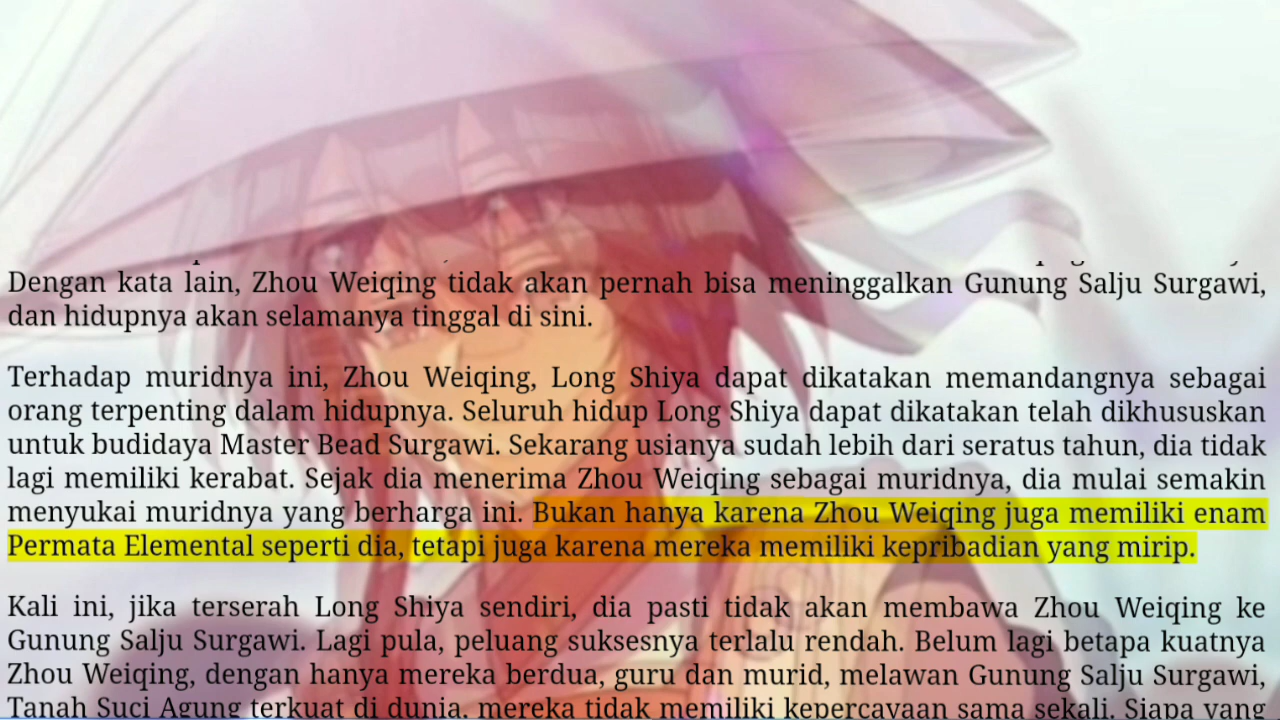 Dengan kata lain, Zhou Weiqing tidak akan pernah bisa meninggalkan Gunung Salju Surgawi,
dan hidupnya akan selamanya tinggal di sini.
Terhadap muridnya ini, Zhou Weiqing, Long Shiya dapat dikatakan memandangnya sebagai
orang terpenting dalam hidupnya. Seluruh hidup Long Shiya dapat dikatakan telah dikhususkan
untuk budidaya Master Bead Surgawi. Sekarang usianya sudah lebih dari seratus tahun, dia tidak
lagi memiliki kerabat. Sejak dia menerima Zhou Weiqing sebagai muridnya, dia mulai semakin
menyukai muridnya yang berharga ini. Bukan hanya karena Zhou Weiqing juga memiliki enam
Permata Elemental seperti dia, tetapi juga karena mereka memiliki kepribadian yang mirip.
Kali ini, jika terserah Long Shiya sendiri, dia pasti tidak akan membawa Zhou Weiqing ke
Gunung Salju Surgawi. Lagi pula, peluang suksesnya terlalu rendah. Belum lagi betapa kuatnya
Zhou Weiqing, dengan hanya mereka berdua, guru dan murid, melawan Gunung Salju Surgawi,
Tanah Suci Agung terkuat di dunia, mereka tidak memiliki kepercayaan sama sekali. Siapa yang